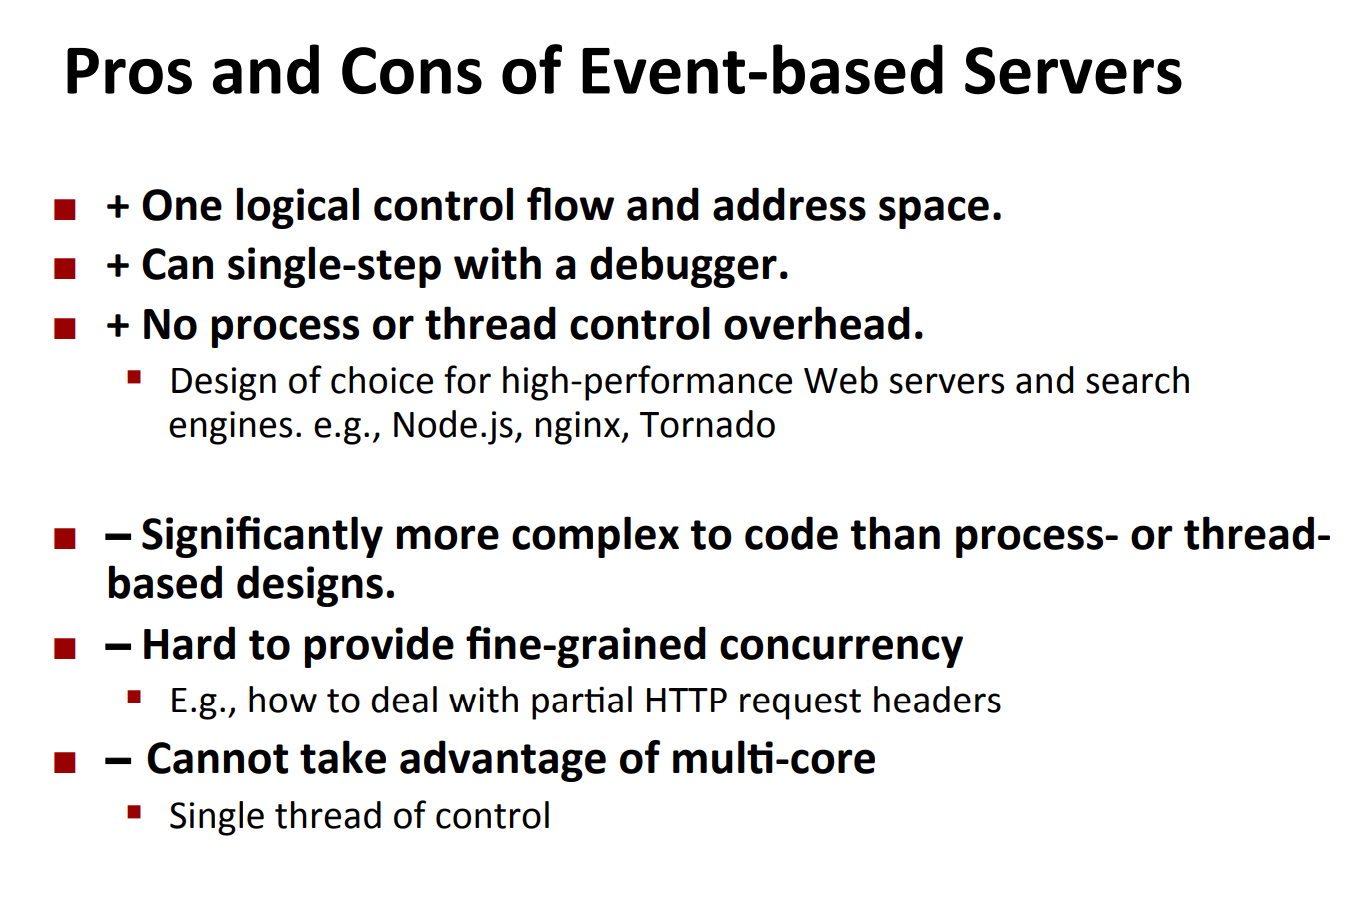 Pros and Cons of Event-based Servers
+ One logical control flow and address space.
+ Can single-step with a debugger.
+ No process or thread control overhead.
Design of choice for high-performance Web servers and search
engines. e.g., Node.js, nginx, Tornado
– Significantly more complex to code than process- or thread-
based designs.
– Hard to provide fine-grained concurrency
E.g., how to deal with partial HTTP request headers
– Cannot take advantage of multi-core
Single thread of control